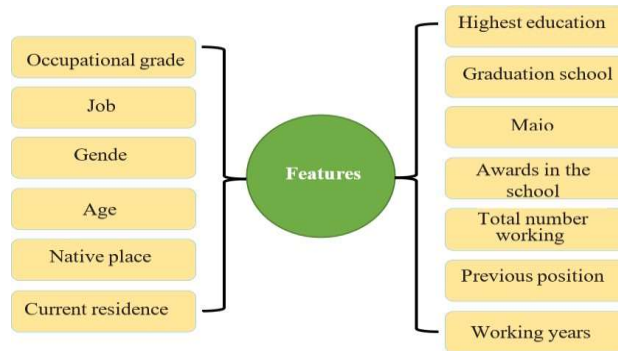 Occupational grade
Job
Gende
Age
Native place
Current residence
Features
Highest education
Graduation school
Maio
Awards in the
school
Total number
working
Previous position
Working years